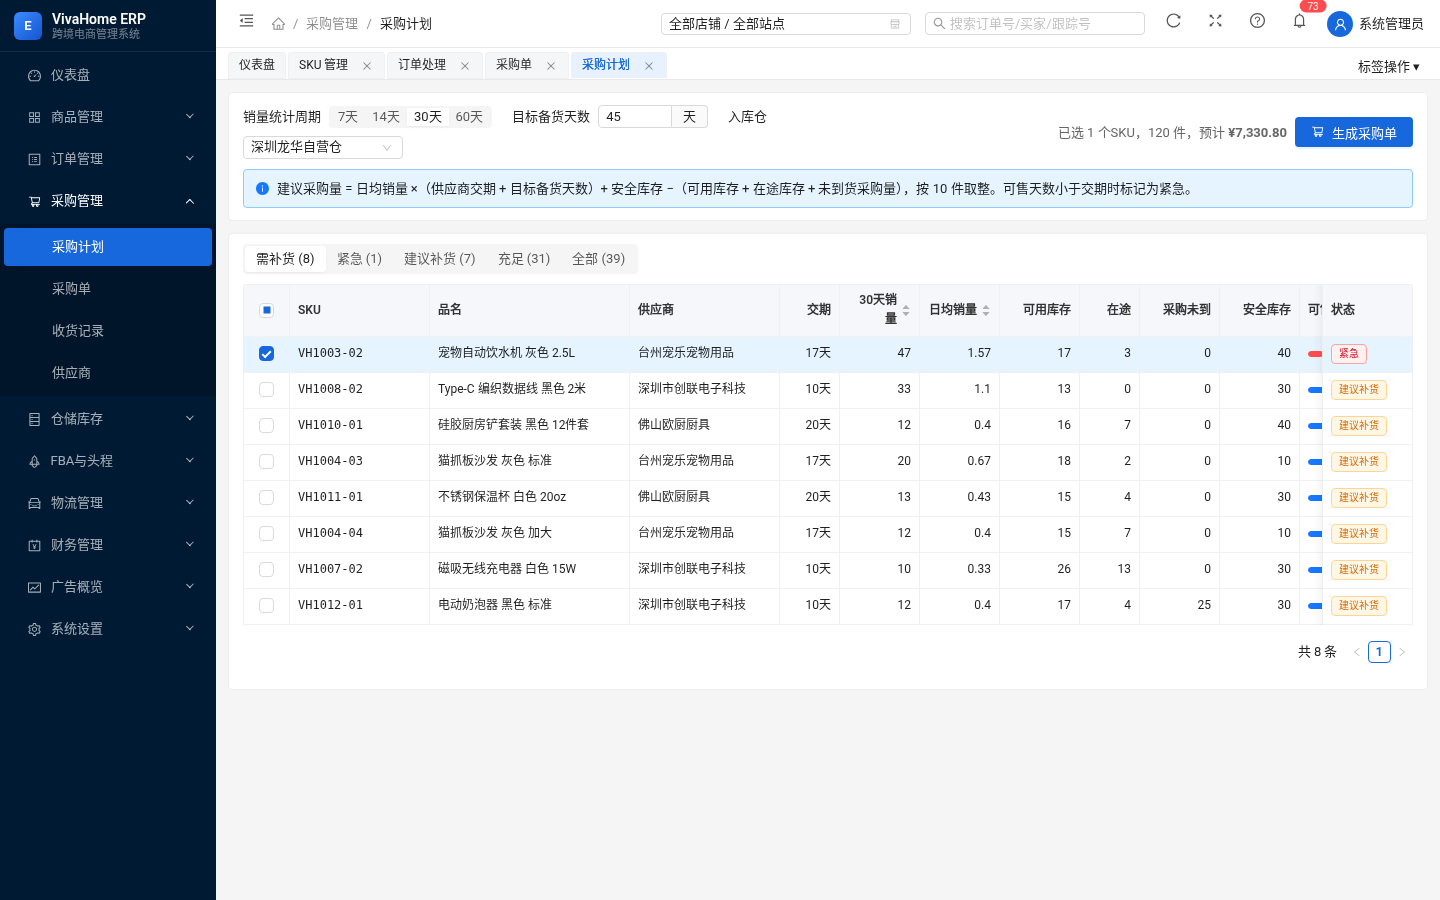 E
VivaHome ERP
跨境电商管理系统
仪表盘
商品管理
订单管理
采购管理
采购计划
采购单
收货记录
供应商
仓储库存
FBA与头程
物流管理
财务管理
广告概览
系统设置
/ 采购管理 / 采购计划
全部店铺 / 全部站点
搜索订单号/买家/跟踪号
73
系统管理员
仪表盘 SKU 管理 订单处理 采购单 采购计划
标签操作 ▾
销量统计周期 7天 14天 30天 60天 目标备货天数 45 天 入库仓
深圳龙华自营仓
已选 1 个SKU，120 件，预计 ¥7,330.80
生成采购单
建议采购量 = 日均销量 ×（供应商交期 + 目标备货天数）+ 安全库存 −（可用库存 + 在途库存 + 未到货采购量），按 10 件取整。可售天数小于交期时标记为紧急。
需补货 (8) 紧急 (1) 建议补货 (7) 充足 (31) 全部 (39)
SKU 品名 供应商 交期 30天销量 日均销量 可用库存 在途 采购未到 安全库存 状态
VH1003-02 宠物自动饮水机 灰色 2.5L 台州宠乐宠物用品 17天 47 1.57 17 3 0 40 紧急
VH1008-02 Type-C 编织数据线 黑色 2米 深圳市创联电子科技 10天 33 1.1 13 0 0 30 建议补货
VH1010-01 硅胶厨房铲套装 黑色 12件套 佛山欧厨厨具 20天 12 0.4 16 7 0 40 建议补货
VH1004-03 猫抓板沙发 灰色 标准 台州宠乐宠物用品 17天 20 0.67 18 2 0 10 建议补货
VH1011-01 不锈钢保温杯 白色 20oz 佛山欧厨厨具 20天 13 0.43 15 4 0 30 建议补货
VH1004-04 猫抓板沙发 灰色 加大 台州宠乐宠物用品 17天 12 0.4 15 7 0 10 建议补货
VH1007-02 磁吸无线充电器 白色 15W 深圳市创联电子科技 10天 10 0.33 26 13 0 30 建议补货
VH1012-01 电动奶泡器 黑色 标准 深圳市创联电子科技 10天 12 0.4 17 4 25 30 建议补货
共 8 条 1